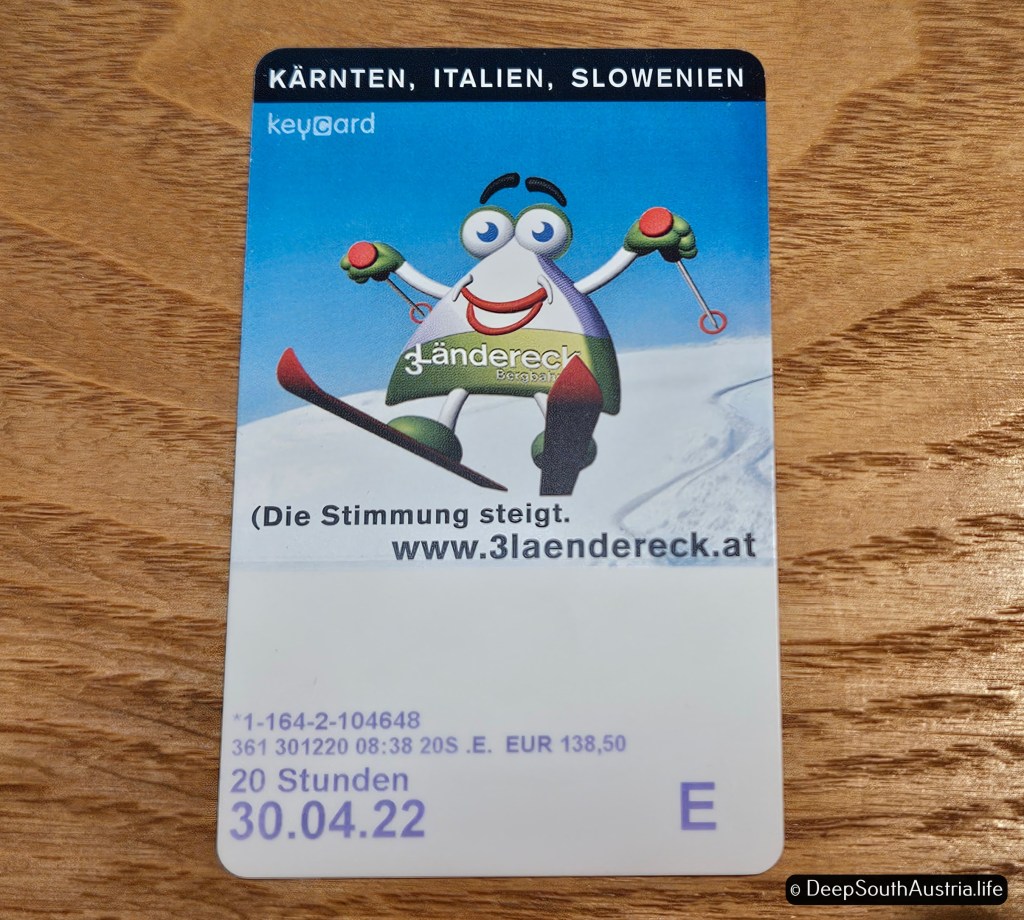 KÄRNTEN, ITALIEN, SLOWENIEN
keycard
3Ländereck
Bergbah
(Die Stimmung steigt.
www.3laendereck.at
*1-164-2-104648
361 301220 08:38 20S .E. EUR 138,50
20 Stunden
30.04.22
E
© DeepSouthAustria.life